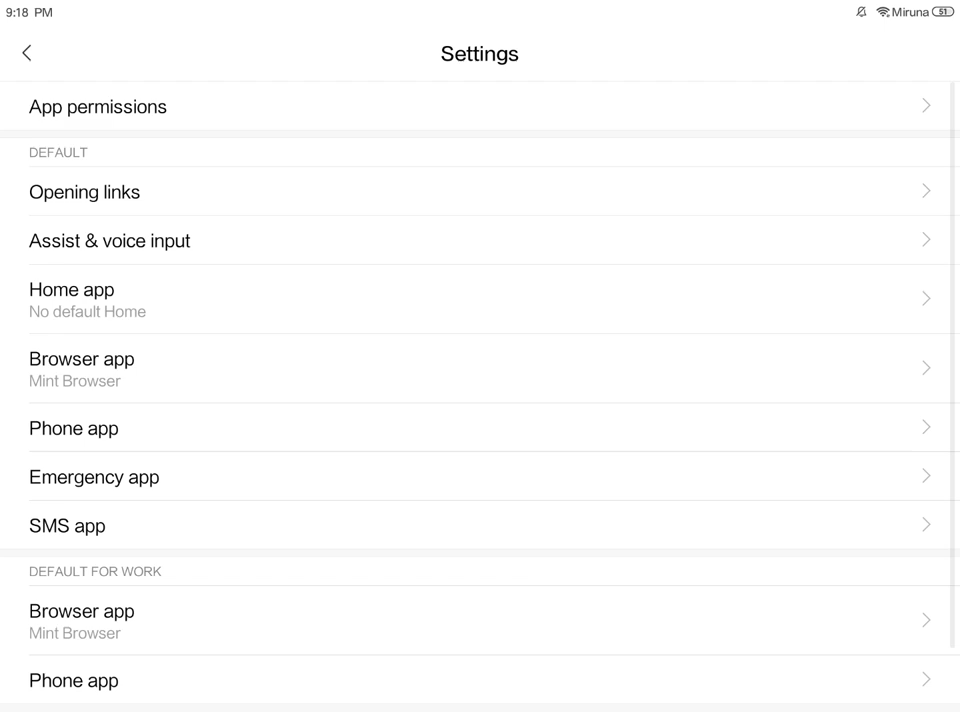 9:18 PM
Miruna 51
Settings
App permissions
DEFAULT
Opening links
Assist & voice input
Home app
No default Home
Browser app
Mint Browser
Phone app
Emergency app
SMS app
DEFAULT FOR WORK
Browser app
Mint Browser
Phone app